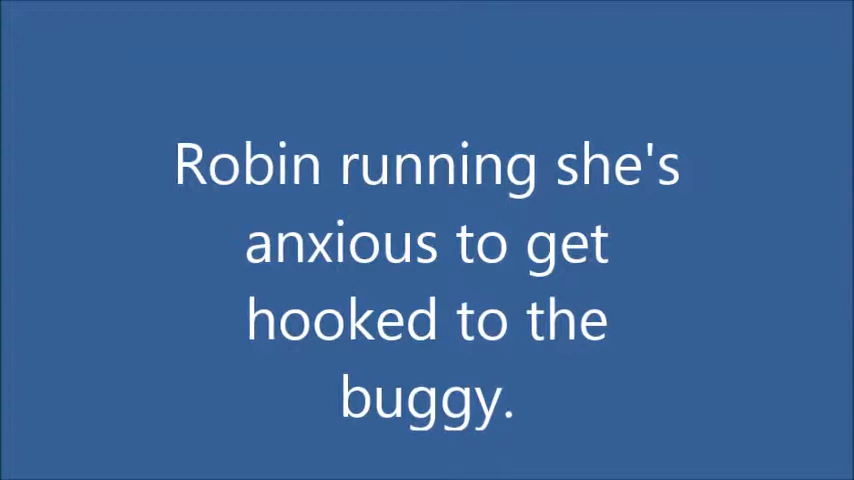 Robin running she's
anxious to get
hooked to the
buggy.